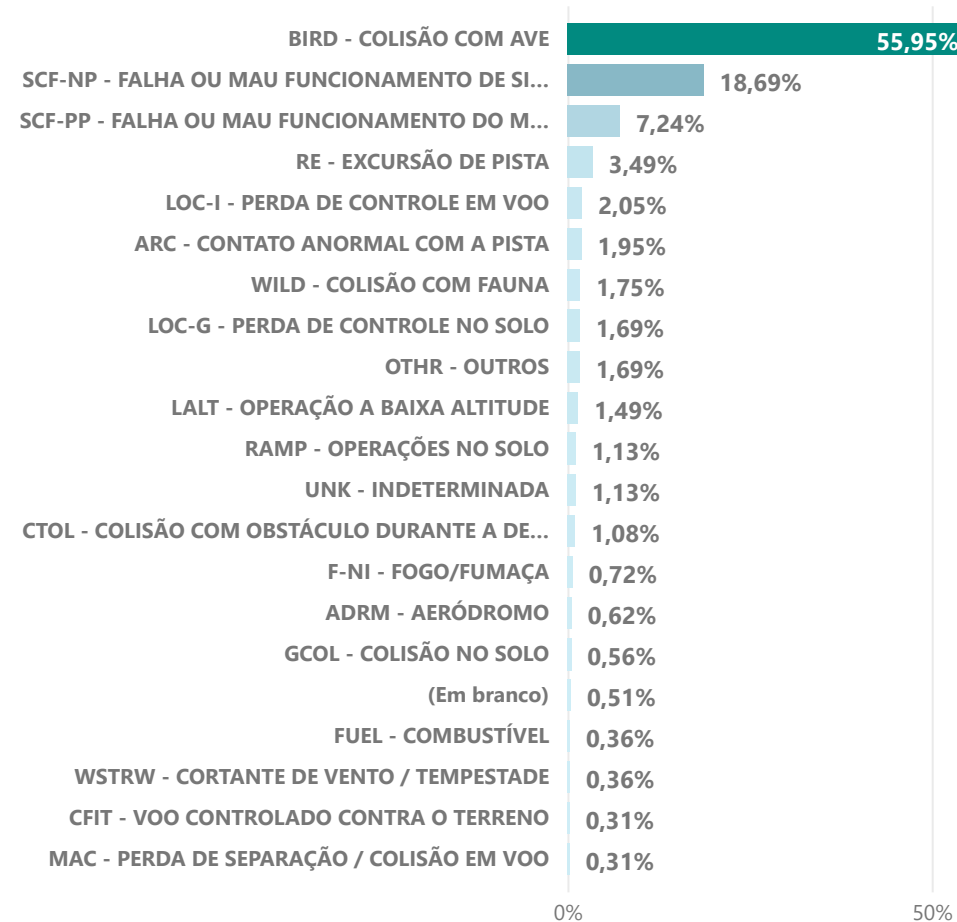 BIRD - COLISÃO COM AVE 55,95%
SCF-NP - FALHA OU MAU FUNCIONAMENTO DE SI... 18,69%
SCF-PP - FALHA OU MAU FUNCIONAMENTO DO M... 7,24%
RE - EXCURSÃO DE PISTA 3,49%
LOC-I - PERDA DE CONTROLE EM VOO 2,05%
ARC - CONTATO ANORMAL COM A PISTA 1,95%
WILD - COLISÃO COM FAUNA 1,75%
LOC-G - PERDA DE CONTROLE NO SOLO 1,69%
OTHR - OUTROS 1,69%
LALT - OPERAÇÃO A BAIXA ALTITUDE 1,49%
RAMP - OPERAÇÕES NO SOLO 1,13%
UNK - INDETERMINADA 1,13%
CTOL - COLISÃO COM OBSTÁCULO DURANTE A DE... 1,08%
F-NI - FOGO/FUMAÇA 0,72%
ADRM - AERÓDROMO 0,62%
GCOL - COLISÃO NO SOLO 0,56%
(Em branco) 0,51%
FUEL - COMBUSTÍVEL 0,36%
WSTRW - CORTANTE DE VENTO / TEMPESTADE 0,36%
CFIT - VOO CONTROLADO CONTRA O TERRENO 0,31%
MAC - PERDA DE SEPARAÇÃO / COLISÃO EM VOO 0,31%
0% 50%